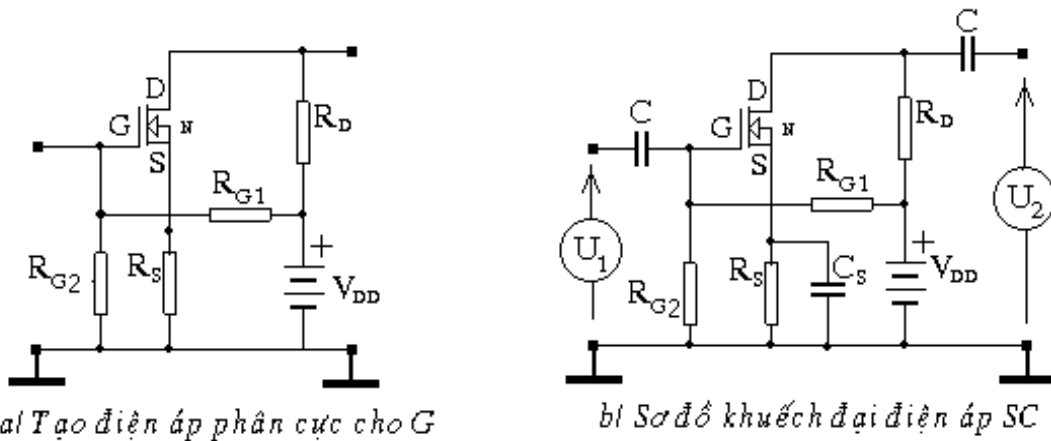 D
G
N
S
R_D
R_G1
R_G2
R_S
+
V_DD
a/ Tạo điện áp phân cực cho G
C
C
D
G
N
S
R_D
R_G1
U_1
U_2
R_G2
R_S
C_S
+
V_DD
b/ Sơ đồ khuếch đại điện áp SC